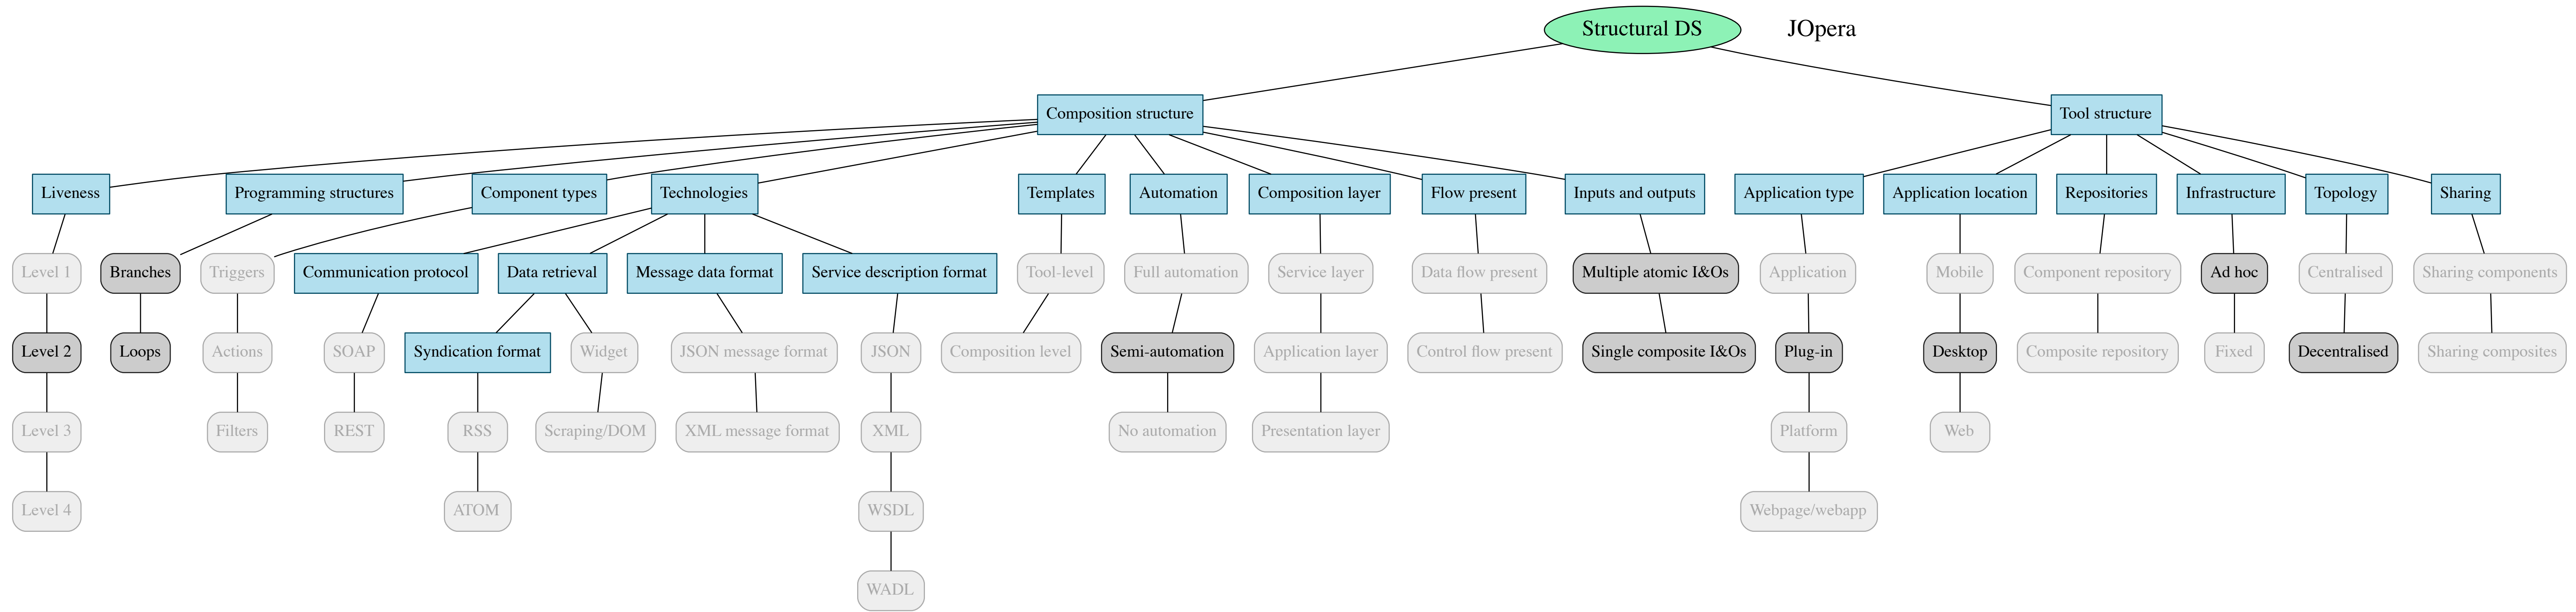 Structural DS
JOpera
Composition structure
Tool structure
Liveness
Programming structures
Component types
Technologies
Templates
Automation
Composition layer
Flow present
Inputs and outputs
Application type
Application location
Repositories
Infrastructure
Topology
Sharing
Level 1
Branches
Triggers
Communication protocol
Data retrieval
Message data format
Service description format
Tool-level
Full automation
Service layer
Data flow present
Multiple atomic I&Os
Application
Mobile
Component repository
Ad hoc
Centralised
Sharing components
Level 2
Loops
Actions
SOAP
Syndication format
Widget
JSON message format
JSON
Composition level
Semi-automation
Application layer
Control flow present
Single composite I&Os
Plug-in
Desktop
Composite repository
Fixed
Decentralised
Sharing composites
Level 3
Filters
REST
RSS
Scraping/DOM
XML message format
XML
No automation
Presentation layer
Platform
Web
Level 4
ATOM
WSDL
Webpage/webapp
WADL